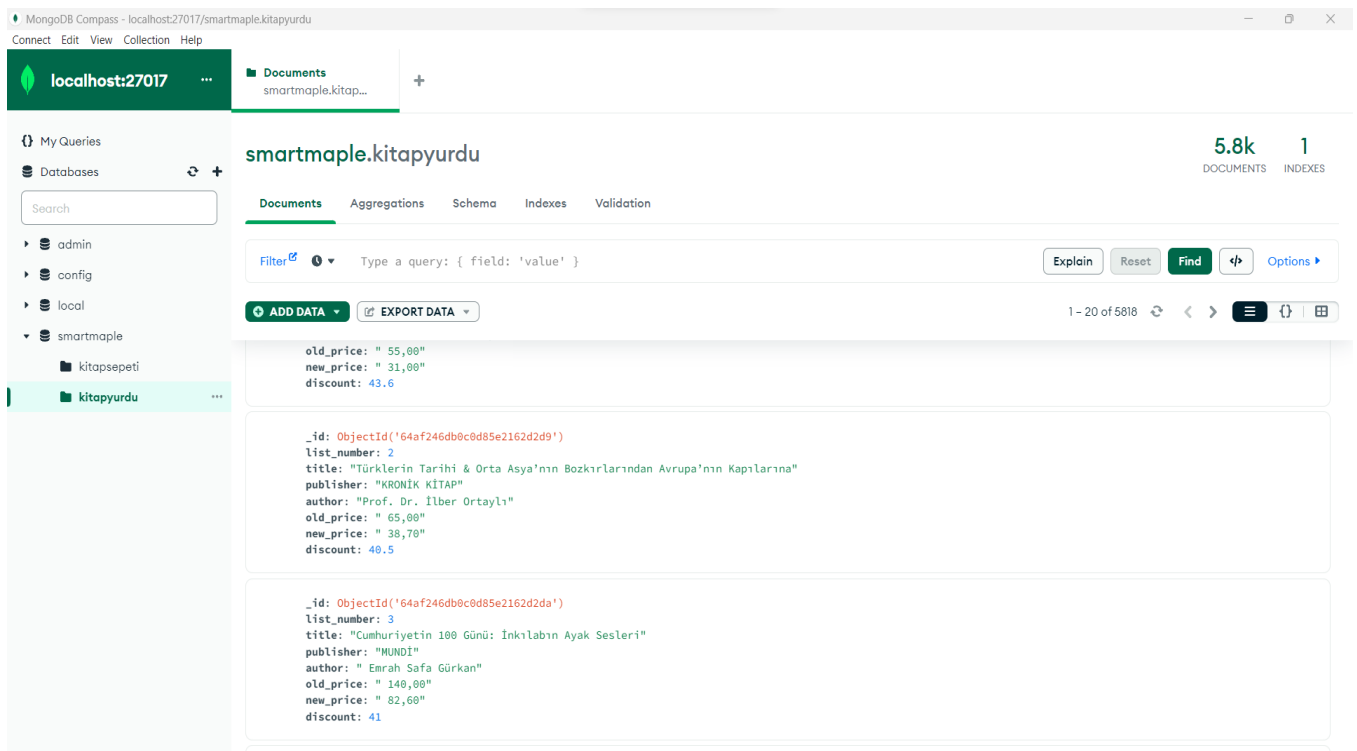 MongoDB Compass - localhost:27017/smartmaple.kitapyurdu
Connect Edit View Collection Help
localhost:27017 ...
Documents
smartmaple.kitap...
+
{} My Queries
Databases
Search
admin
config
local
smartmaple
kitapsepeti
kitapyurdu ...
smartmaple.kitapyurdu
5.8k
DOCUMENTS
1
INDEXES
Documents Aggregations Schema Indexes Validation
Filter Type a query: { field: 'value' } Explain Reset Find </> Options
ADD DATA EXPORT DATA 1 – 20 of 5818 {}
old_price: " 55,00"
new_price: " 31,00"
discount: 43.6
_id: ObjectId('64af246db0c0d85e2162d2d9')
list_number: 2
title: "Türklerin Tarihi & Orta Asya’nın Bozkırlarından Avrupa’nın Kapılarına"
publisher: "KRONİK KİTAP"
author: "Prof. Dr. İlber Ortaylı"
old_price: " 65,00"
new_price: " 38,70"
discount: 40.5
_id: ObjectId('64af246db0c0d85e2162d2da')
list_number: 3
title: "Cumhuriyetin 100 Günü: İnkılabın Ayak Sesleri"
publisher: "MUNDİ"
author: " Emrah Safa Gürkan"
old_price: " 140,00"
new_price: " 82,60"
discount: 41